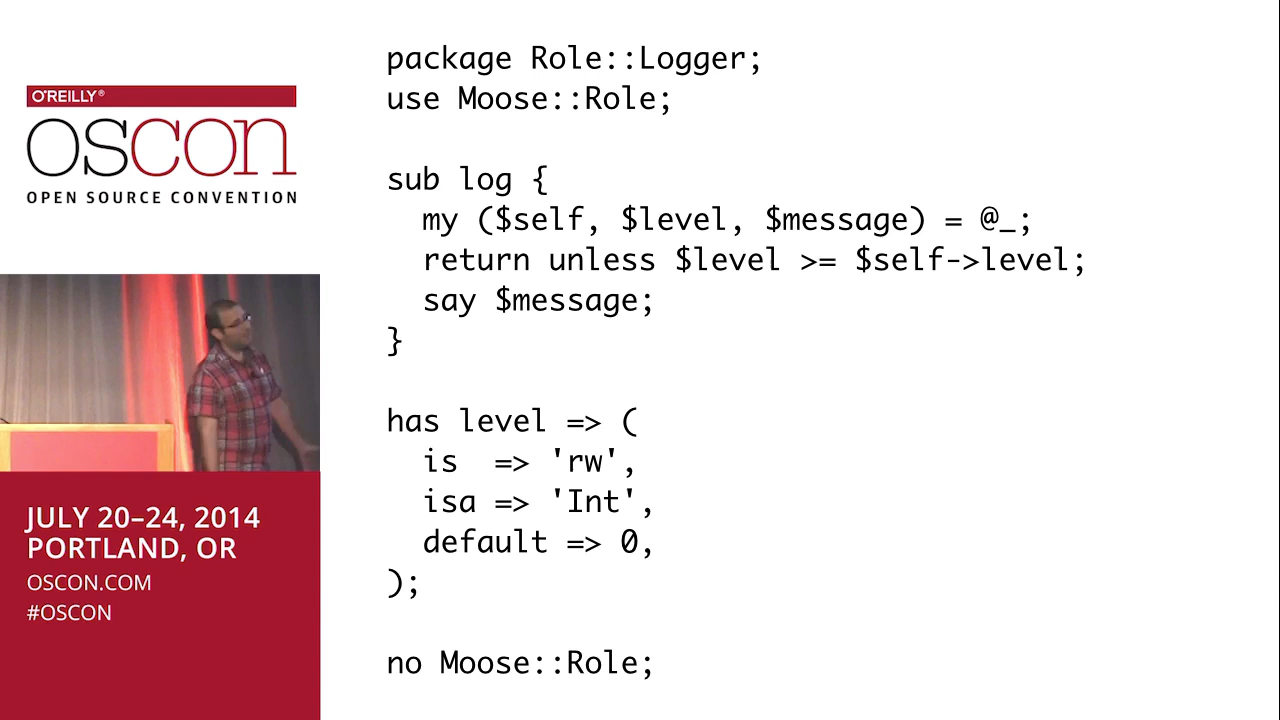 O'REILLY®
OSCON
OPEN SOURCE CONVENTION
JULY 20–24, 2014
PORTLAND, OR
OSCON.COM
#OSCON
package Role::Logger;
use Moose::Role;
sub log {
  my ($self, $level, $message) = @_;
  return unless $level >= $self->level;
  say $message;
}
has level => (
  is  => 'rw',
  isa => 'Int',
  default => 0,
);
no Moose::Role;